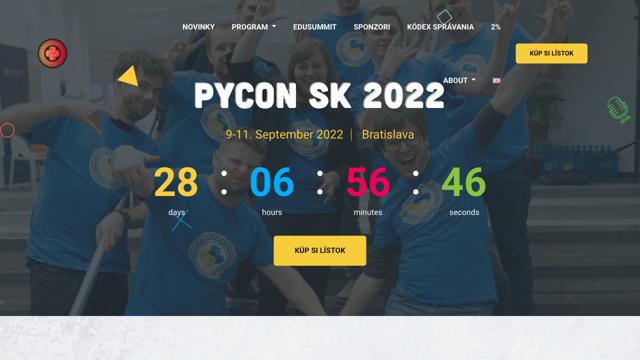 NOVINKY PROGRAM EDUSUMMIT SPONZORI KÓDEX SPRÁVANIA 2%
KÚP SI LÍSTOK
ABOUT
PYCON SK 2022
9-11. September 2022 | Bratislava
28 : 06 : 56 : 46
days hours minutes seconds
KÚP SI LÍSTOK